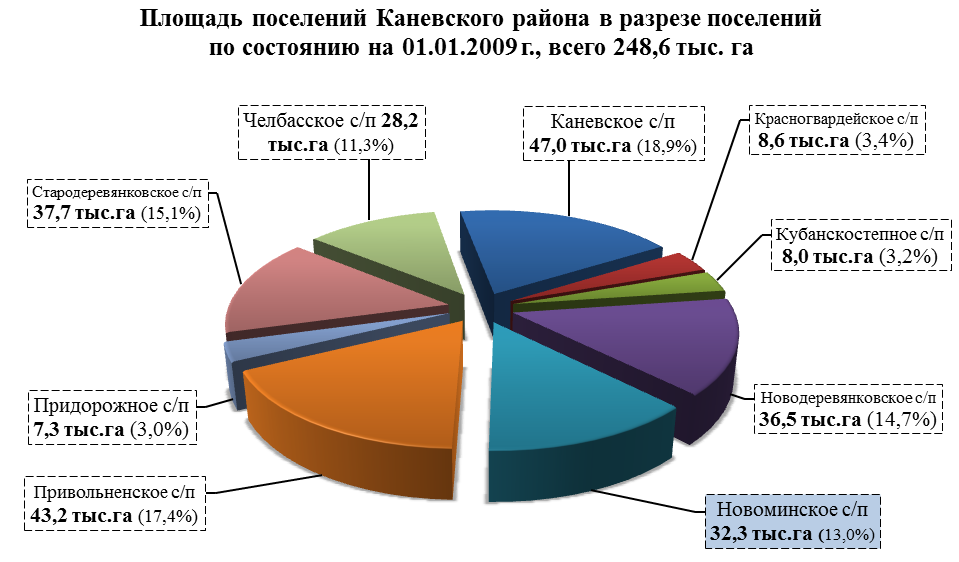 Площадь поселений Каневского района в разрезе поселений
по состоянию на 01.01.2009 г., всего 248,6 тыс. га
Челбасское с/п 28,2
тыс.га (11,3%)
Каневское с/п
47,0 тыс.га (18,9%)
Красногвардейское с/п
8,6 тыс.га (3,4%)
Стародеревянковское с/п
37,7 тыс.га (15,1%)
Кубанскостепное с/п
8,0 тыс.га (3,2%)
Придорожное с/п
7,3 тыс.га (3,0%)
Новодеревянковское с/п
36,5 тыс.га (14,7%)
Привольненское с/п
43,2 тыс.га (17,4%)
Новоминское с/п
32,3 тыс.га (13,0%)